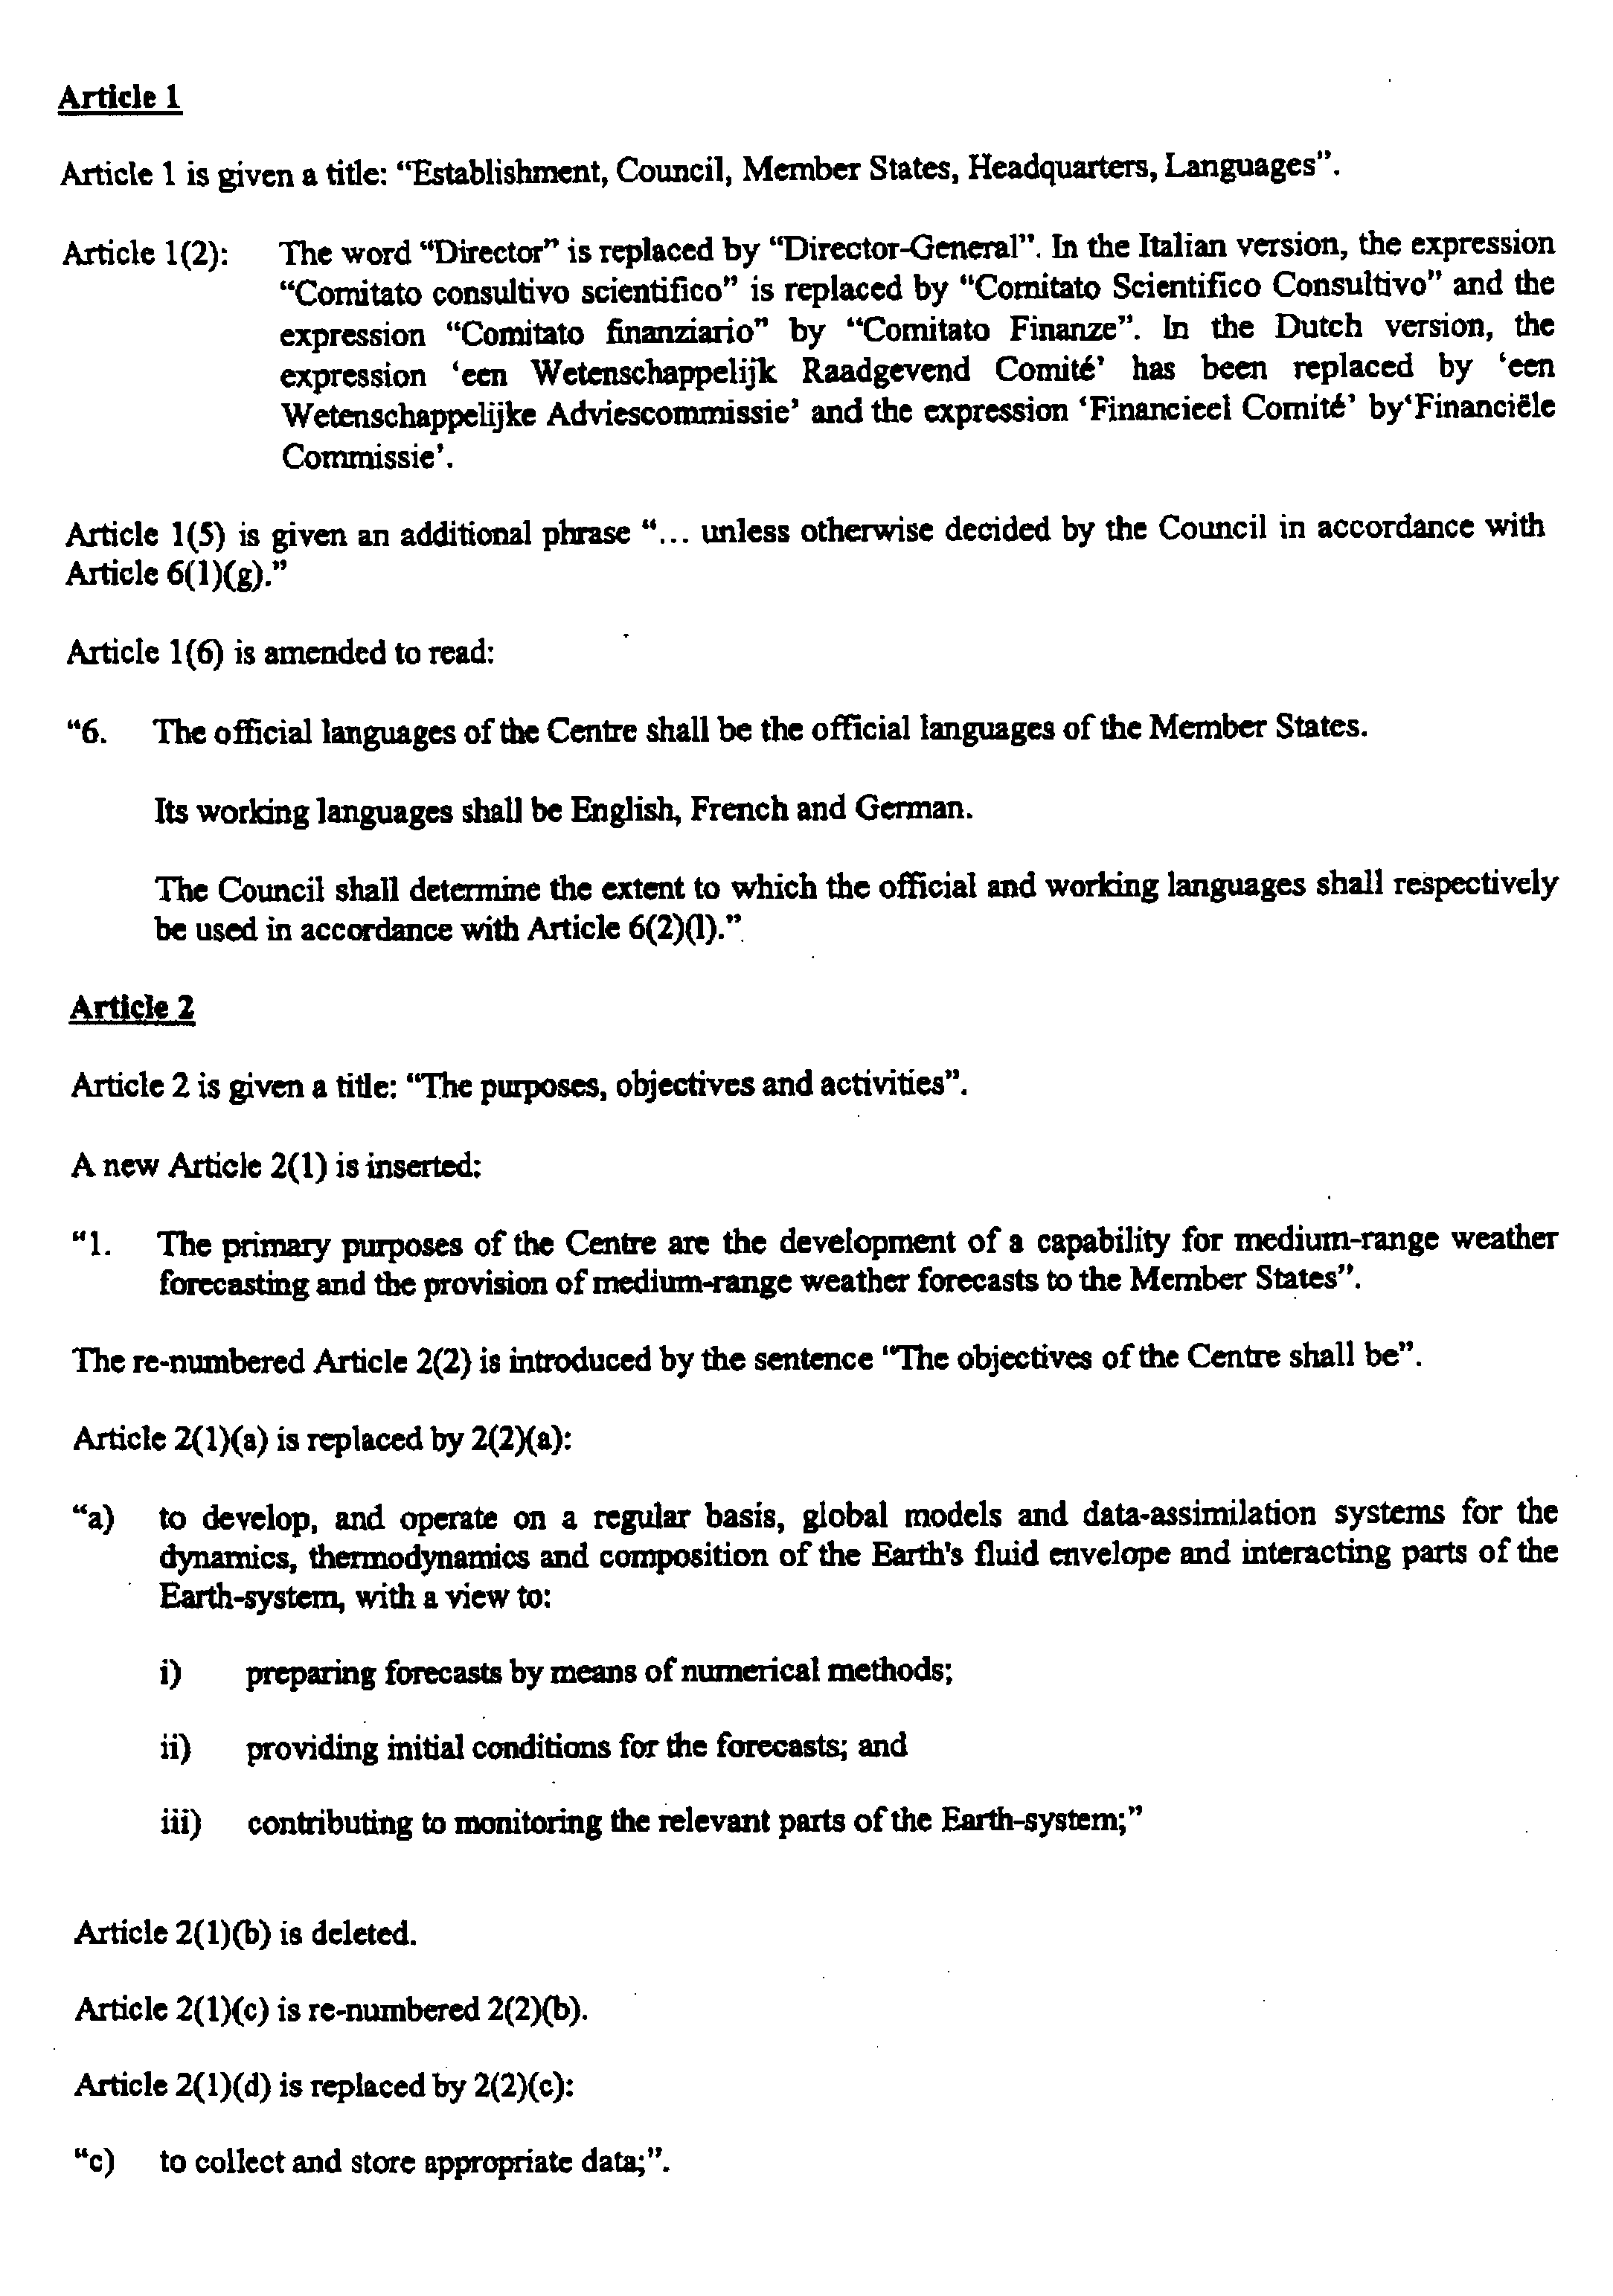 Article 1
Article 1 is given a title: “Establishment, Council, Member States, Headquarters, Languages”.
Article 1(2): The word “Director” is replaced by “Director-General”. In the Italian version, the expression
“Comitato consultivo scientifico” is replaced by “Comitato Scientifico Consultivo” and the
expression “Comitato finanziario” by “Comitato Finanze”. In the Dutch version, the
expression ‘een Wetenschappelijk Raadgevend Comité’ has been replaced by ‘een
Wetenschappelijke Adviescommissie’ and the expression ‘Financieel Comité’ by‘Financiële
Commissie’.
Article 1(5) is given an additional phrase “... unless otherwise decided by the Council in accordance with
Article 6(1)(g).”
Article 1(6) is amended to read:
“6. The official languages of the Centre shall be the official languages of the Member States.
Its working languages shall be English, French and German.
The Council shall determine the extent to which the official and working languages shall respectively
be used in accordance with Article 6(2)(l).”
Article 2
Article 2 is given a title: “The purposes, objectives and activities”.
A new Article 2(1) is inserted:
“1. The primary purposes of the Centre are the development of a capability for medium-range weather
forecasting and the provision of medium-range weather forecasts to the Member States”.
The re-numbered Article 2(2) is introduced by the sentence “The objectives of the Centre shall be”.
Article 2(1)(a) is replaced by 2(2)(a):
“a) to develop, and operate on a regular basis, global models and data-assimilation systems for the
dynamics, thermodynamics and composition of the Earth's fluid envelope and interacting parts of the
Earth-system, with a view to:
i) preparing forecasts by means of numerical methods;
ii) providing initial conditions for the forecasts; and
iii) contributing to monitoring the relevant parts of the Earth-system;”
Article 2(1)(b) is deleted.
Article 2(1)(c) is re-numbered 2(2)(b).
Article 2(1)(d) is replaced by 2(2)(c):
“c) to collect and store appropriate data;”.